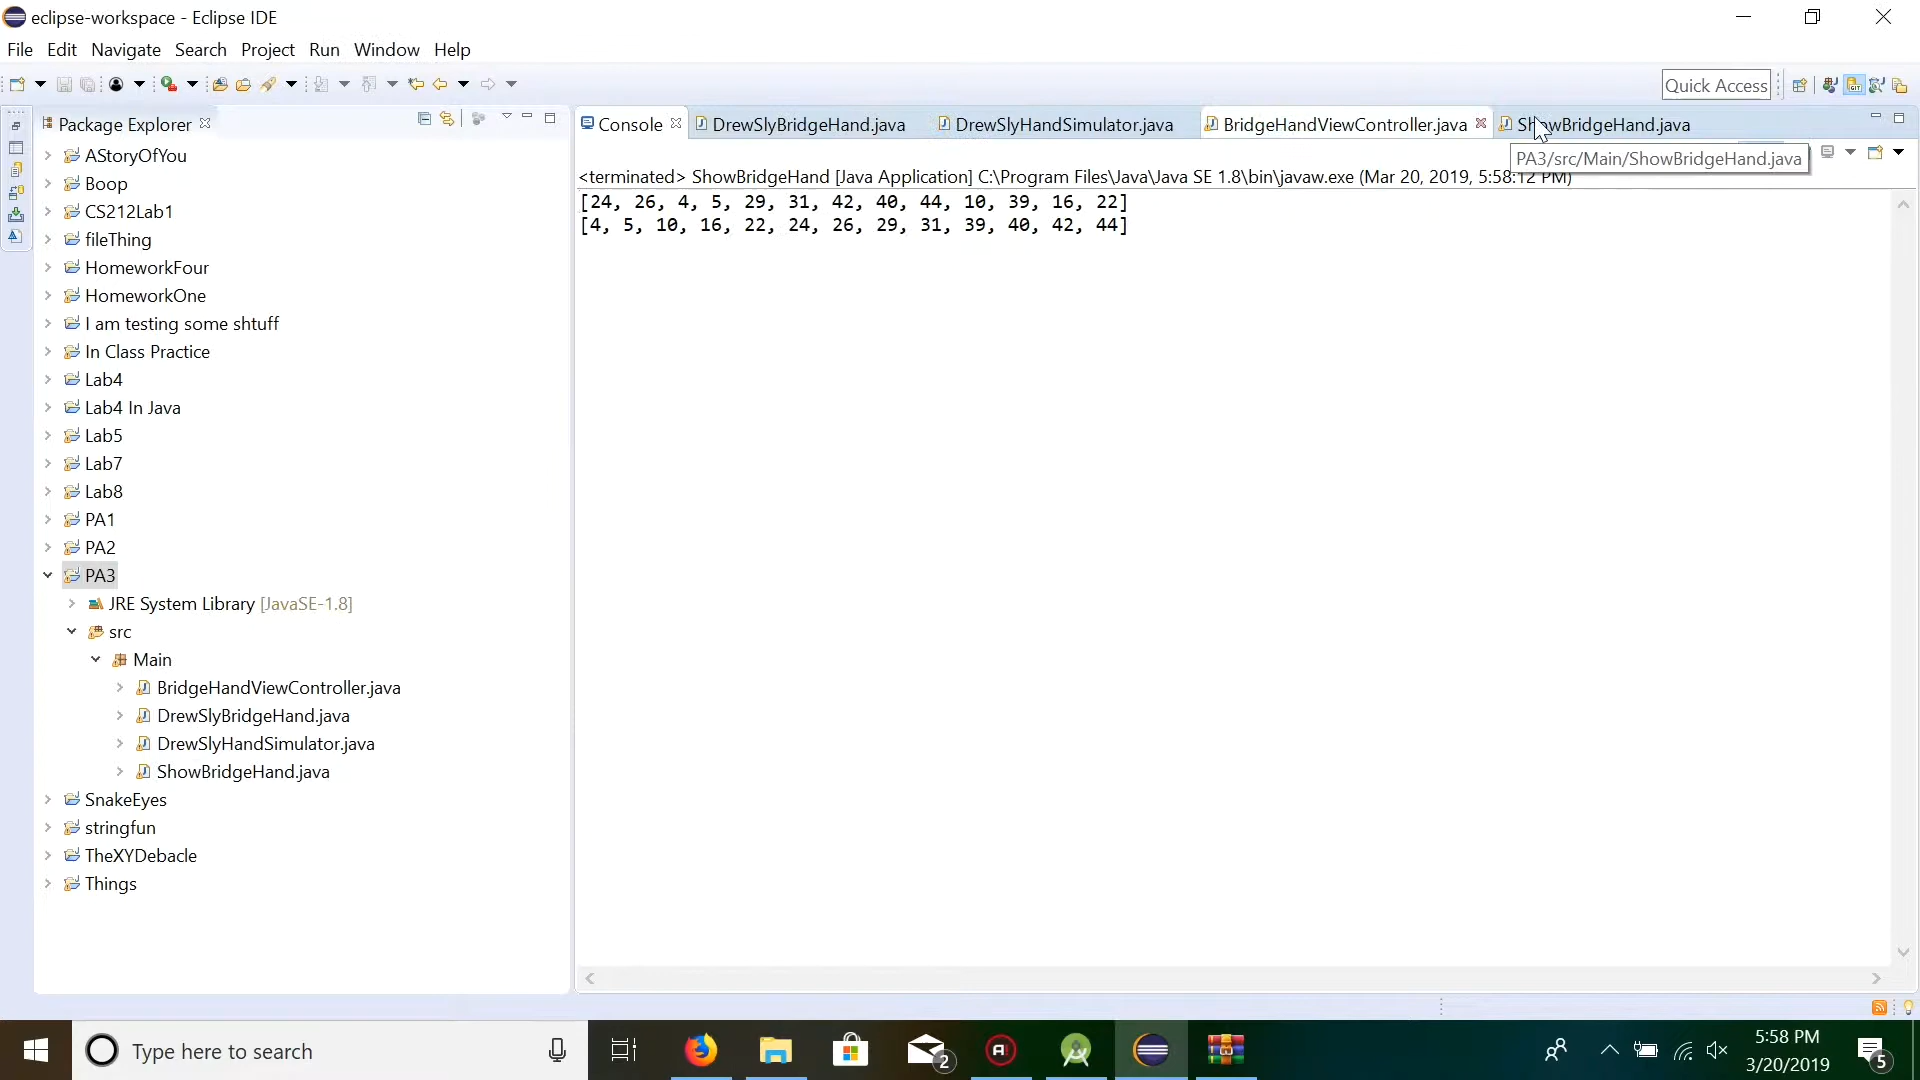 eclipse-workspace - Eclipse IDE
File Edit Navigate Search Project Run Window Help
Quick Access
Package Explorer
Console DrewSlyBridgeHand.java DrewSlyHandSimulator.java BridgeHandViewController.java ShowBridgeHand.java
PA3/src/Main/ShowBridgeHand.java
<terminated> ShowBridgeHand [Java Application] C:\Program Files\Java\Java SE 1.8\bin\javaw.exe (Mar 20, 2019, 5:58:12 PM)
[24, 26, 4, 5, 29, 31, 42, 40, 44, 10, 39, 16, 22]
[4, 5, 10, 16, 22, 24, 26, 29, 31, 39, 40, 42, 44]
AStoryOfYou
Boop
CS212Lab1
fileThing
HomeworkFour
HomeworkOne
I am testing some shtuff
In Class Practice
Lab4
Lab4 In Java
Lab5
Lab7
Lab8
PA1
PA2
PA3
JRE System Library [JavaSE-1.8]
src
Main
BridgeHandViewController.java
DrewSlyBridgeHand.java
DrewSlyHandSimulator.java
ShowBridgeHand.java
SnakeEyes
stringfun
TheXYDebacle
Things
Type here to search
2
5:58 PM
3/20/2019
5